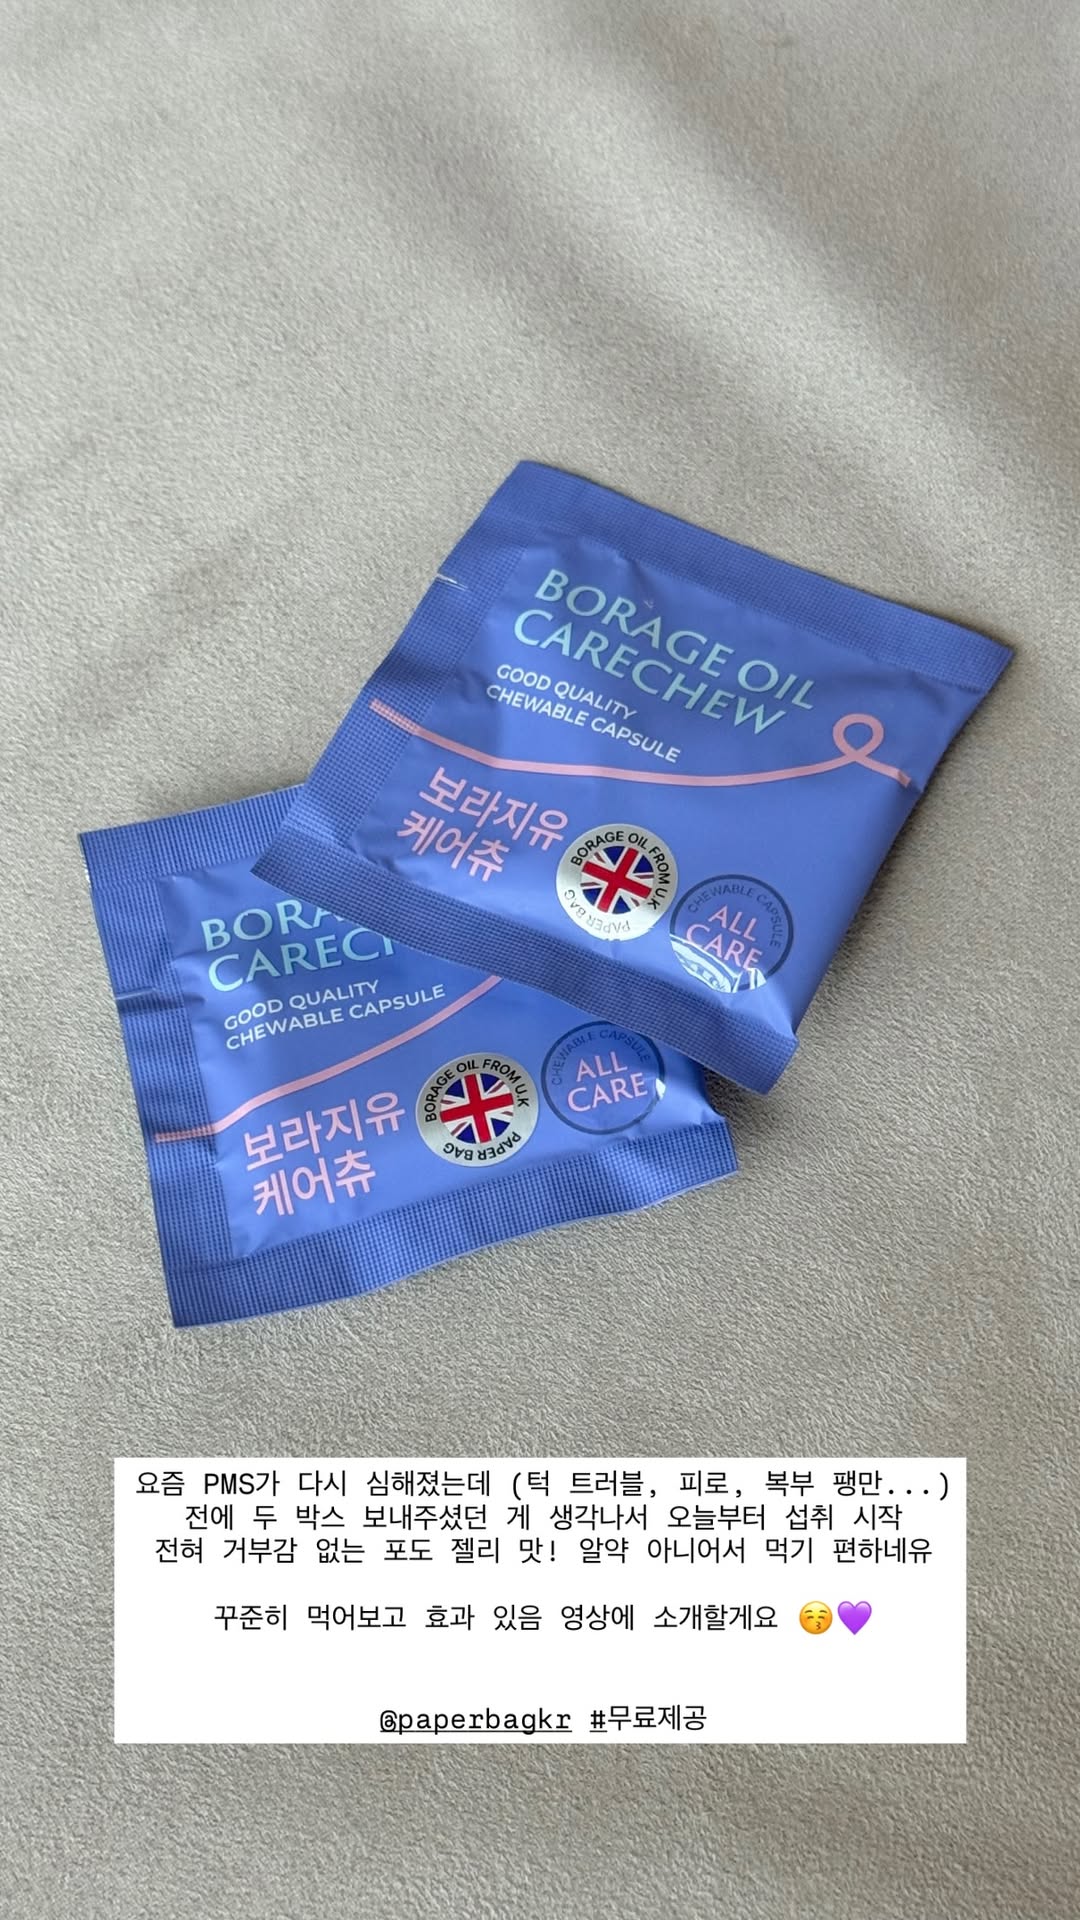 BORAGE OIL
CARECHEW
GOOD QUALITY
CHEWABLE CAPSULE
보라지유
케어츄
BORAGE OIL FROM U.K
PAPER BAG
CHEWABLE CAPSULE
ALL
CARE
BORA
CARECH
GOOD QUALITY
CHEWABLE CAPSULE
보라지유
케어츄
BORAGE OIL FROM U.K
PAPER BAG
CHEWABLE CAPSULE
ALL
CARE
요즘 PMS가 다시 심해졌는데 (턱 트러블, 피로, 복부 팽만...)
전에 두 박스 보내주셨던 게 생각나서 오늘부터 섭취 시작
전혀 거부감 없는 포도 젤리 맛! 알약 아니어서 먹기 편하네유
꾸준히 먹어보고 효과 있음 영상에 소개할게요 😚💜
@paperbagkr #무료제공